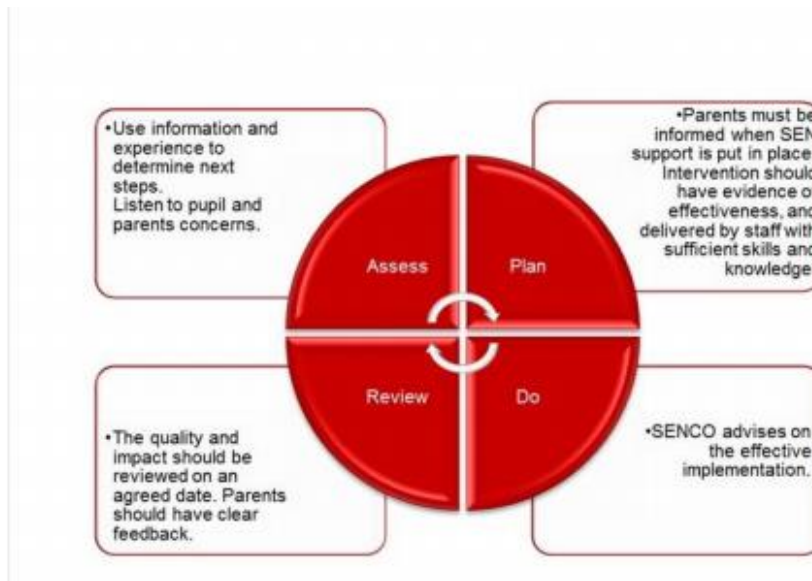 •Use information and
experience to
determine next
steps.
Listen to pupil and
parents concerns.
•Parents must be
informed when SEN
support is put in place.
Intervention should
have evidence of
effectiveness, and
delivered by staff with
sufficient skills and
knowledge
Assess
Plan
Review
Do
•The quality and
impact should be
reviewed on an
agreed date. Parents
should have clear
feedback.
•SENCO advises on
the effective
implementation.